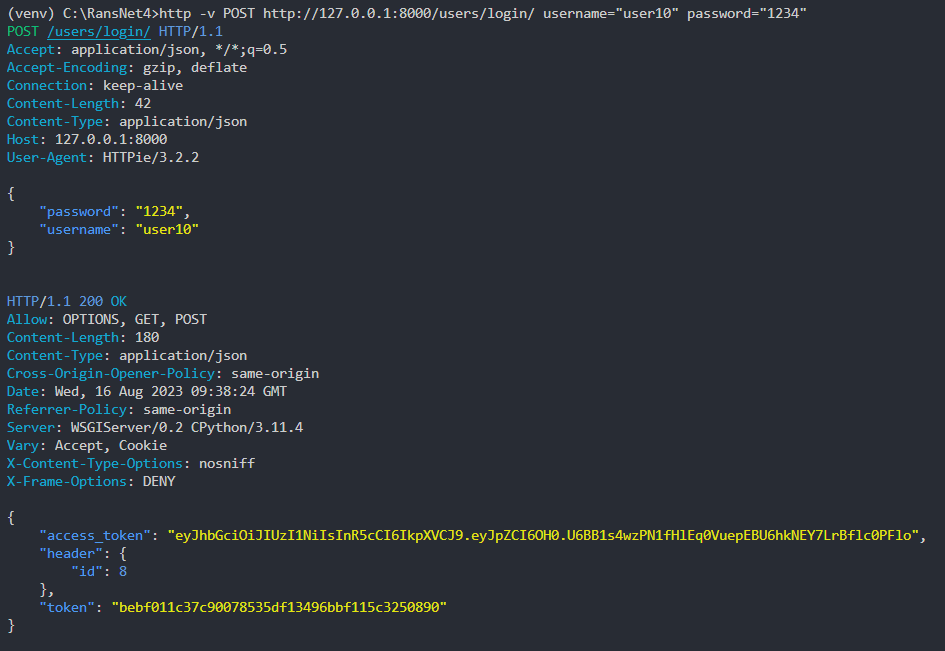 (venv) C:\RansNet4>http -v POST http://127.0.0.1:8000/users/login/ username="user10" password="1234"
POST /users/login/ HTTP/1.1
Accept: application/json, */*;q=0.5
Accept-Encoding: gzip, deflate
Connection: keep-alive
Content-Length: 42
Content-Type: application/json
Host: 127.0.0.1:8000
User-Agent: HTTPie/3.2.2
{
"password": "1234",
"username": "user10"
}
HTTP/1.1 200 OK
Allow: OPTIONS, GET, POST
Content-Length: 180
Content-Type: application/json
Cross-Origin-Opener-Policy: same-origin
Date: Wed, 16 Aug 2023 09:38:24 GMT
Referrer-Policy: same-origin
Server: WSGIServer/0.2 CPython/3.11.4
Vary: Accept, Cookie
X-Content-Type-Options: nosniff
X-Frame-Options: DENY
{
"access_token": "eyJhbGciOiJIUzI1NiIsInR5cCI6IkpXVCJ9.eyJpZCI6OH0.U6BB1s4wzPN1fHlEq0VuepEBU6hkNEY7LrBflc0PFlo",
"header": {
"id": 8
},
"token": "bebf011c37c90078535df13496bbf115c3250890"
}